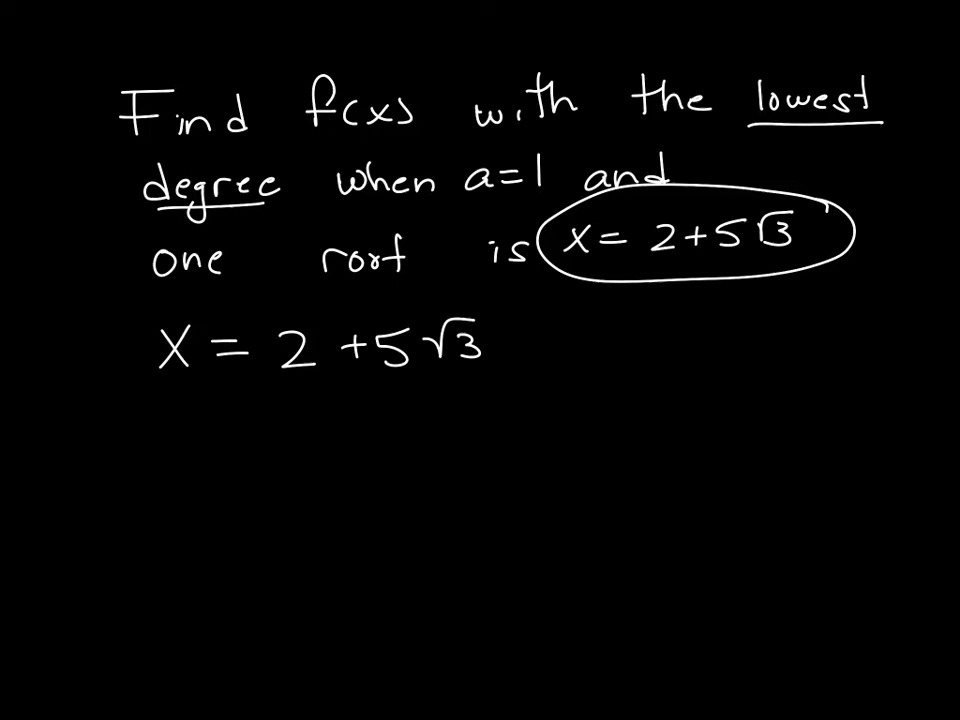 Find f(x) with the lowest
degree when a=1 and
one root is x = 2+5√3
x = 2 +5√3